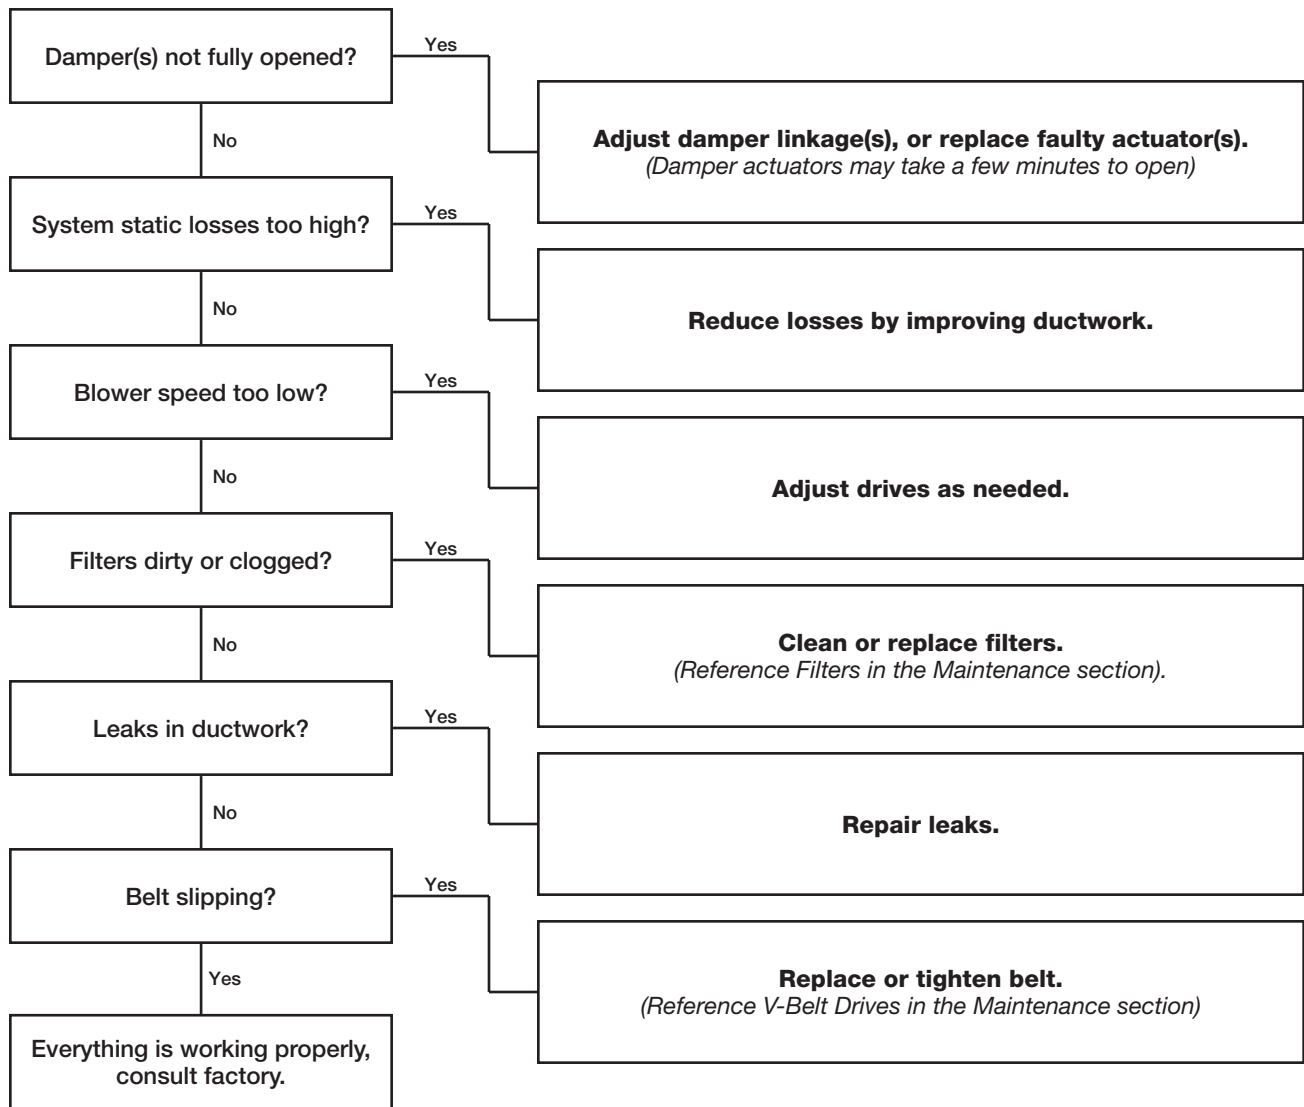 Damper(s) not fully opened?
Yes
Adjust damper linkage(s), or replace faulty actuator(s).
(Damper actuators may take a few minutes to open)
No
System static losses too high?
Yes
Reduce losses by improving ductwork.
No
Blower speed too low?
Yes
Adjust drives as needed.
No
Filters dirty or clogged?
Yes
Clean or replace filters.
(Reference Filters in the Maintenance section).
No
Leaks in ductwork?
Yes
Repair leaks.
No
Belt slipping?
Yes
Replace or tighten belt.
(Reference V-Belt Drives in the Maintenance section)
Yes
Everything is working properly,
consult factory.